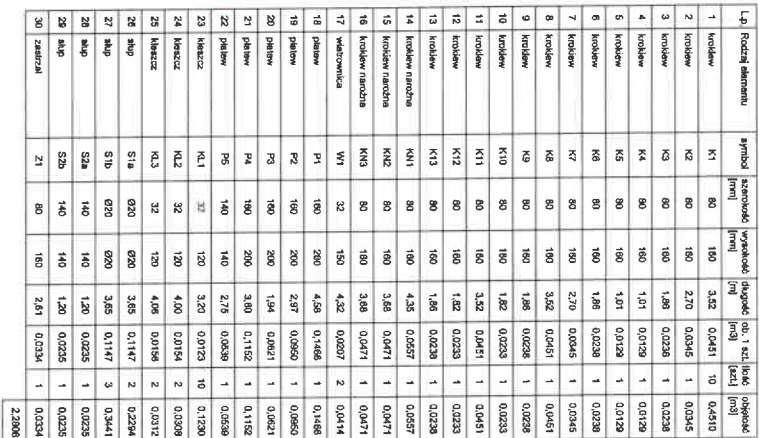 L.p. Rodzaj elementu symbol szerokość [mm] wysokość [mm] długość [m] ob. 1 szt. [m3] ilość [szt.] objętość [m3]
1 krokiew K1 80 160 3,52 0,0451 10 0,4510
2 krokiew K2 80 160 2,70 0,0345 1 0,0345
3 krokiew K3 80 160 1,86 0,0238 1 0,0238
4 krokiew K4 80 160 1,01 0,0129 1 0,0129
5 krokiew K5 80 160 1,01 0,0129 1 0,0129
6 krokiew K6 80 160 1,86 0,0238 1 0,0238
7 krokiew K7 80 160 2,70 0,0345 1 0,0345
8 krokiew K8 80 160 3,52 0,0451 1 0,0451
9 krokiew K9 80 160 1,86 0,0238 1 0,0238
10 krokiew K10 80 160 1,82 0,0233 1 0,0233
11 krokiew K11 80 160 3,52 0,0451 1 0,0451
12 krokiew K12 80 160 1,82 0,0233 1 0,0233
13 krokiew K13 80 160 1,86 0,0238 1 0,0238
14 krokiew narożna KN1 80 160 4,35 0,0557 1 0,0557
15 krokiew narożna KN2 80 160 3,68 0,0471 1 0,0471
16 krokiew narożna KN3 80 160 3,68 0,0471 1 0,0471
17 wiatrownica W1 32 150 4,32 0,0207 2 0,0414
18 płatew P1 160 200 4,58 0,1466 1 0,1466
19 płatew P2 160 200 2,97 0,0950 1 0,0950
20 płatew P3 160 200 1,94 0,0621 1 0,0621
21 płatew P4 160 200 3,60 0,1152 1 0,1152
22 płatew P5 140 140 2,75 0,0539 1 0,0539
23 kleszcz KL1 32 120 3,20 0,0123 10 0,1230
24 kleszcz KL2 32 120 4,00 0,0154 2 0,0308
25 kleszcz KL3 32 120 4,06 0,0156 2 0,0312
26 słup S1a Ø20 Ø20 3,65 0,1147 2 0,2294
27 słup S1b Ø20 Ø20 3,65 0,1147 3 0,3441
28 słup S2a 140 140 1,20 0,0235 1 0,0235
29 słup S2b 140 140 1,20 0,0235 1 0,0235
30 zastrzał Z1 80 160 2,61 0,0334 1 0,0334
2,2806